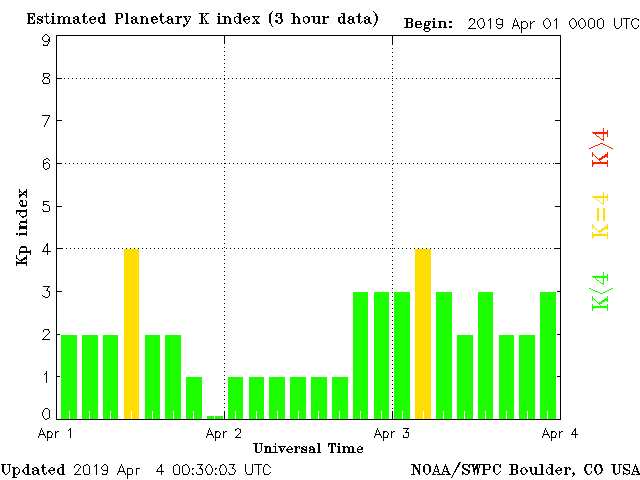 Estimated Planetary K index (3 hour data)
Begin: 2019 Apr 01 0000 UTC
9
8
7
6
5
4
3
2
1
0
Kp index
K>4
K=4
K<4
Apr 1
Apr 2
Apr 3
Apr 4
Universal Time
Updated 2019 Apr 4 00:30:03 UTC
NOAA/SWPC Boulder, CO USA